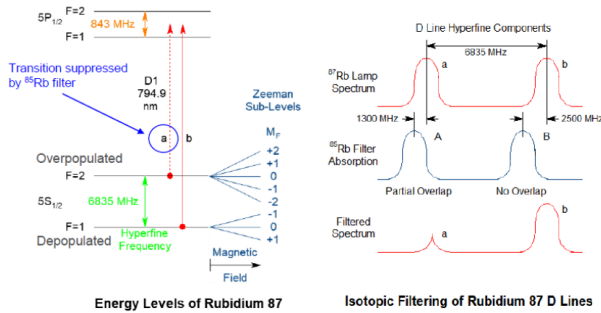 F=2
5P1/2
843 MHz
F=1
Transition suppressed
by 85Rb filter
D1
794.9
nm
a
b
Zeeman
Sub-Levels
MF
Overpopulated
+2
+1
F=2
0
-1
-2
5S1/2
6835 MHz
-1
F=1
0
Hyperfine
Frequency
+1
Depopulated
Magnetic
Field
Energy Levels of Rubidium 87
D Line Hyperfine Components
6835 MHz
87Rb Lamp
Spectrum
a
b
1300 MHz
2500 MHz
85Rb Filter
Absorption
A
B
Partial Overlap
No Overlap
Filtered
Spectrum
a
b
Isotopic Filtering of Rubidium 87 D Lines